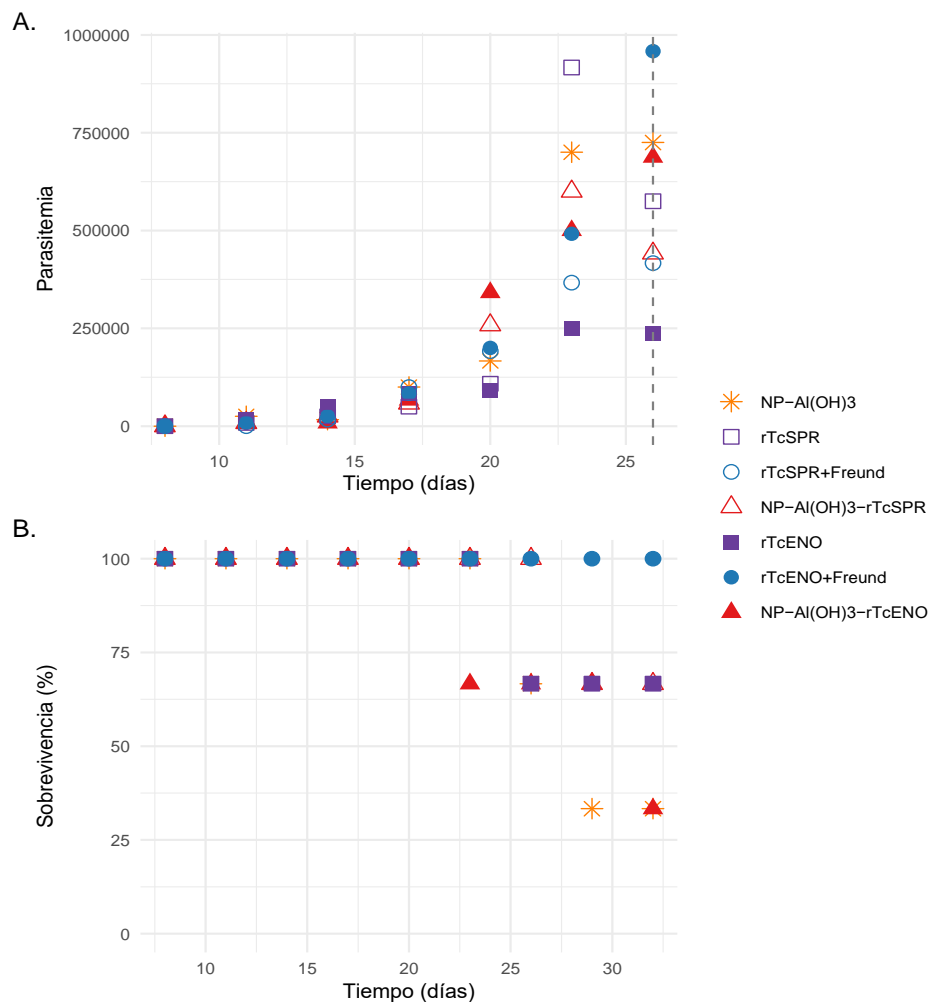 A.
1000000
750000
500000
250000
0
Parasitemia
10
15
20
25
Tiempo (días)
NP−Al(OH)3
rTcSPR
rTcSPR+Freund
NP−Al(OH)3−rTcSPR
rTcENO
rTcENO+Freund
NP−Al(OH)3−rTcENO
B.
100
75
50
25
0
Sobrevivencia (%)
10
15
20
25
30
Tiempo (días)